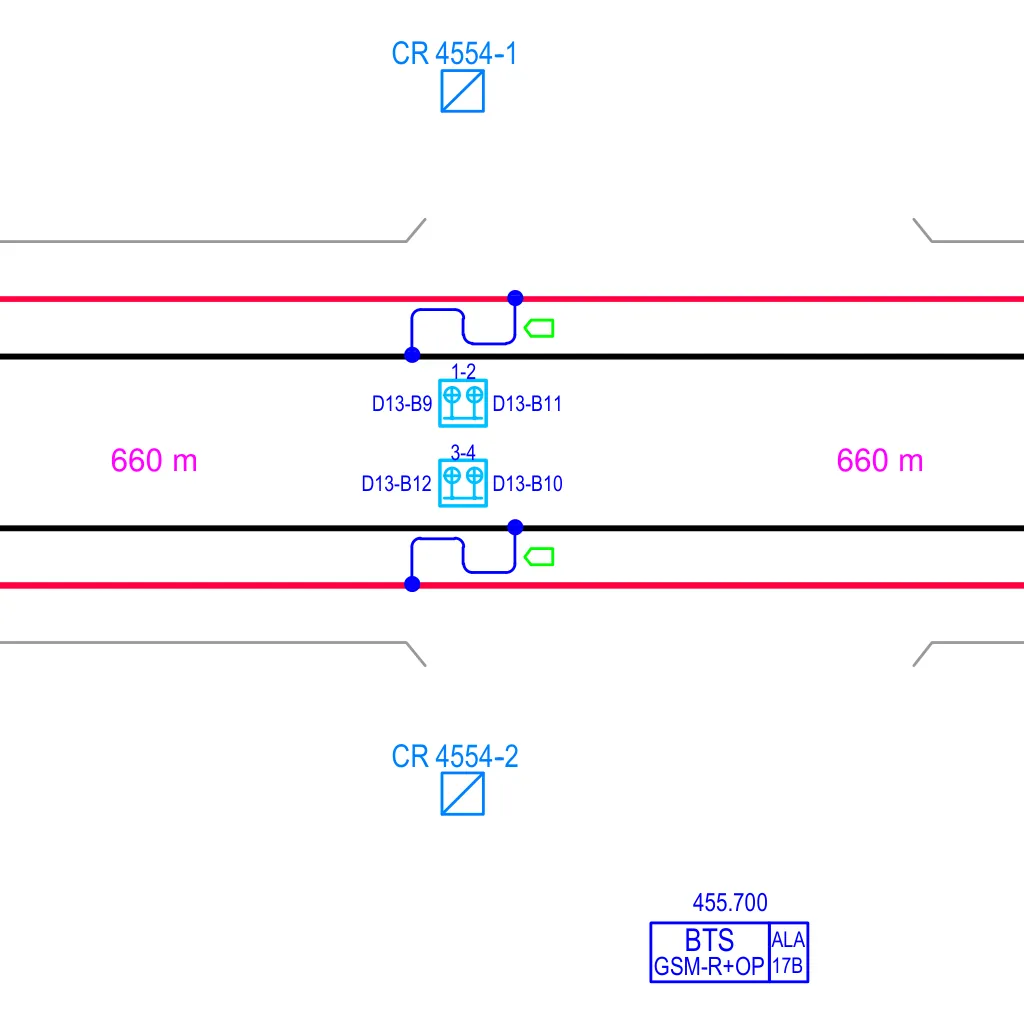 CR 4554-1
1-2
D13-B9 D13-B11
660 m 660 m
3-4
D13-B12 D13-B10
CR 4554-2
455.700
BTS ALA
GSM-R+OP 17B